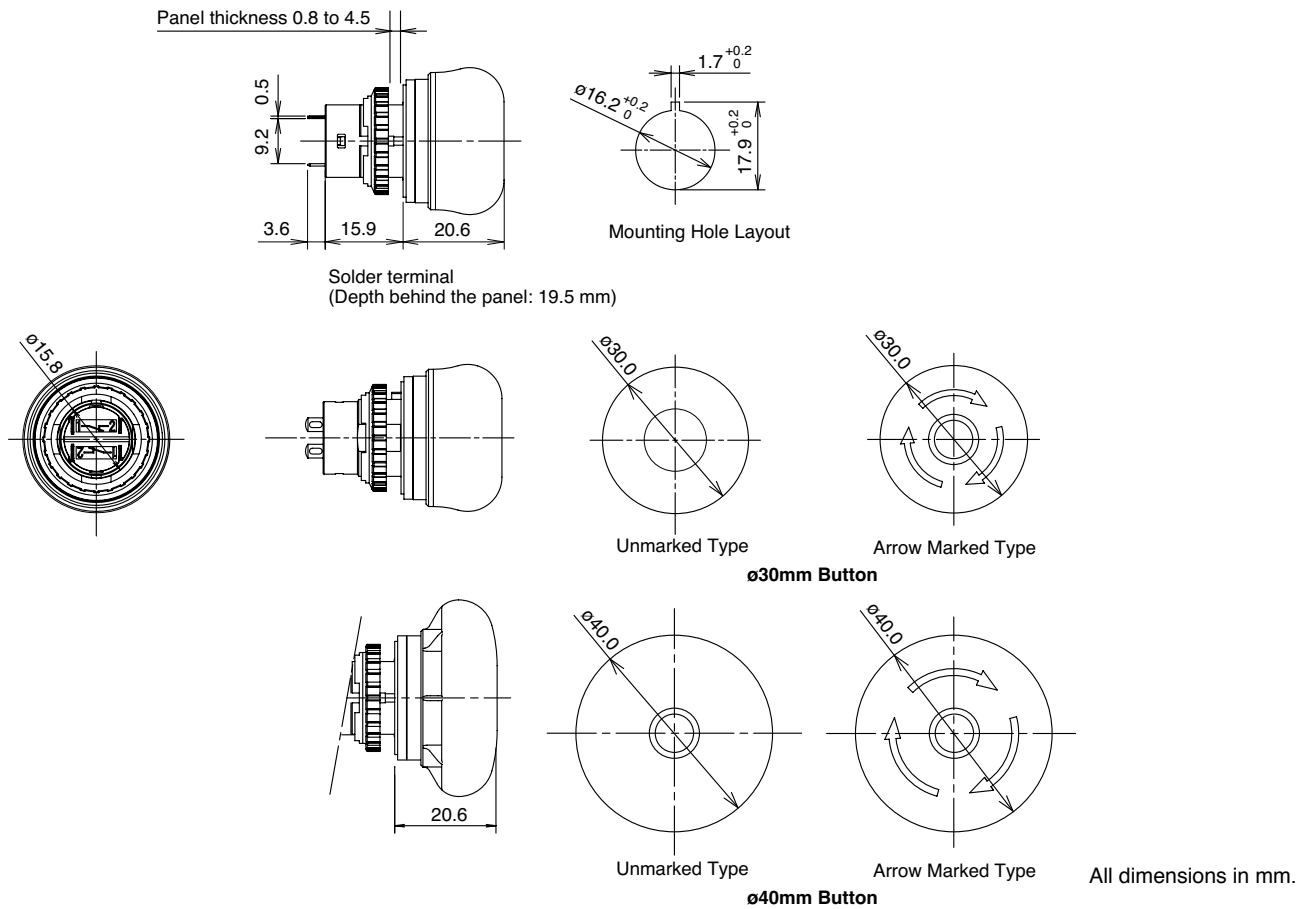 Panel thickness 0.8 to 4.5
0.5
9.2
3.6
15.9
20.6
Solder terminal
(Depth behind the panel: 19.5 mm)
1.7 +0.2 0
ø16.2 +0.2 0
17.9 +0.2 0
Mounting Hole Layout
ø15.8
ø30.0
Unmarked Type
ø30.0
Arrow Marked Type
ø30mm Button
20.6
ø40.0
Unmarked Type
ø40.0
Arrow Marked Type
ø40mm Button
All dimensions in mm.